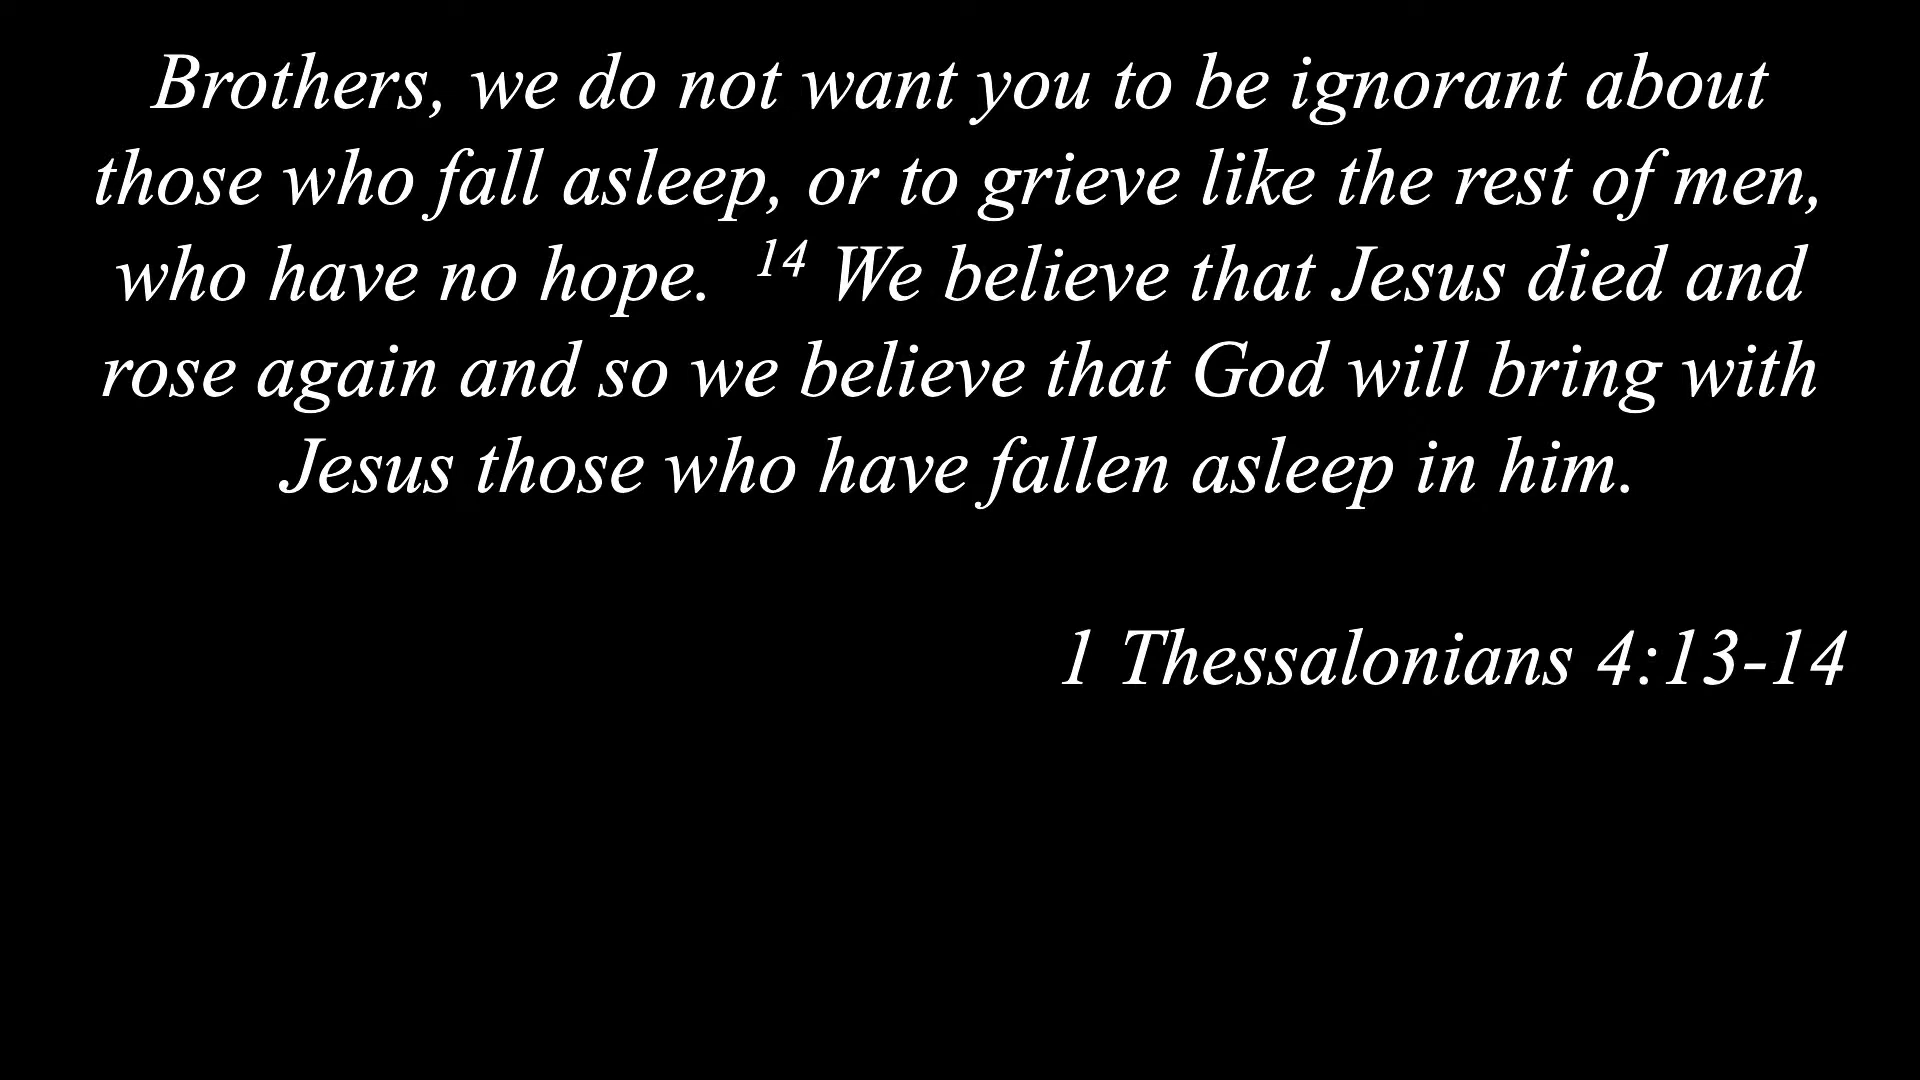 Brothers, we do not want you to be ignorant about
those who fall asleep, or to grieve like the rest of men,
who have no hope.  14 We believe that Jesus died and
rose again and so we believe that God will bring with
Jesus those who have fallen asleep in him.
1 Thessalonians 4:13-14